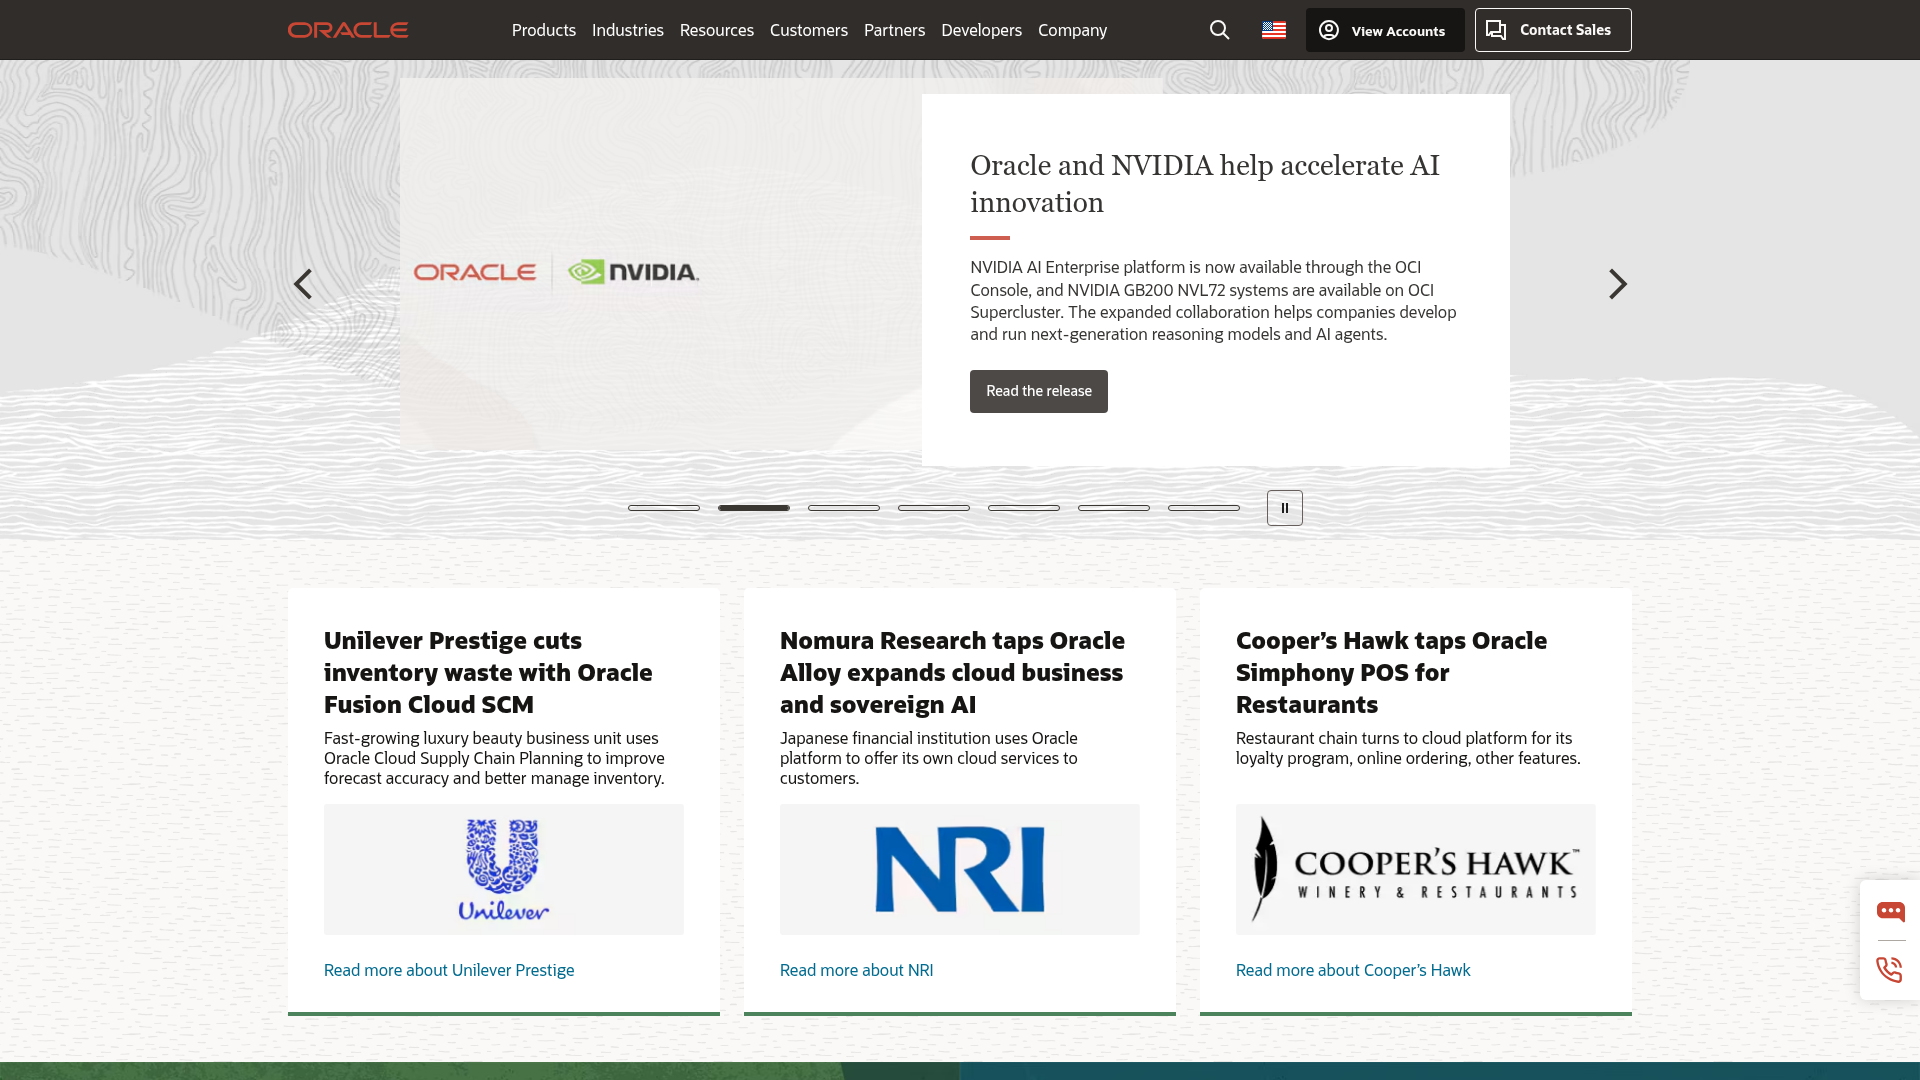 ORACLE
Products Industries Resources Customers Partners Developers Company
View Accounts
Contact Sales
ORACLE NVIDIA.
Oracle and NVIDIA help accelerate AI
innovation
NVIDIA AI Enterprise platform is now available through the OCI
Console, and NVIDIA GB200 NVL72 systems are available on OCI
Supercluster. The expanded collaboration helps companies develop
and run next-generation reasoning models and AI agents.
Read the release
Unilever Prestige cuts
inventory waste with Oracle
Fusion Cloud SCM
Fast-growing luxury beauty business unit uses
Oracle Cloud Supply Chain Planning to improve
forecast accuracy and better manage inventory.
Unilever
Read more about Unilever Prestige
Nomura Research taps Oracle
Alloy expands cloud business
and sovereign AI
Japanese financial institution uses Oracle
platform to offer its own cloud services to
customers.
NRI
Read more about NRI
Cooper’s Hawk taps Oracle
Simphony POS for
Restaurants
Restaurant chain turns to cloud platform for its
loyalty program, online ordering, other features.
COOPER'S HAWK™
WINERY & RESTAURANTS
Read more about Cooper’s Hawk